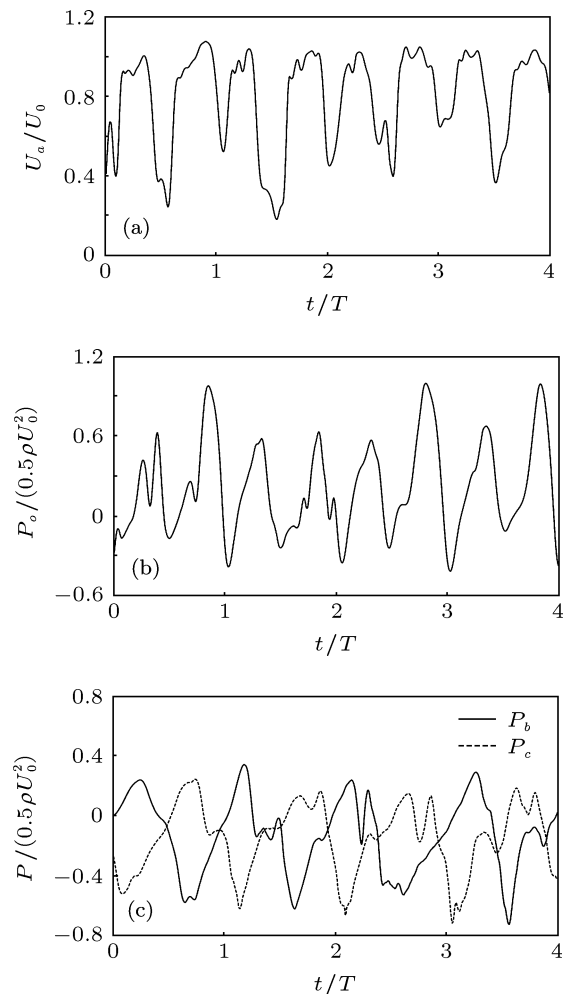 1.2
0.8
0.4
0
U_a/U_0
(a)
0 1 2 3 4
t/T
1.2
0.6
0
−0.6
P_o/(0.5ρU_0^2)
(b)
0 1 2 3 4
t/T
0.8
0.4
0
−0.4
−0.8
P/(0.5ρU_0^2)
P_b
P_c
(c)
0 1 2 3 4
t/T